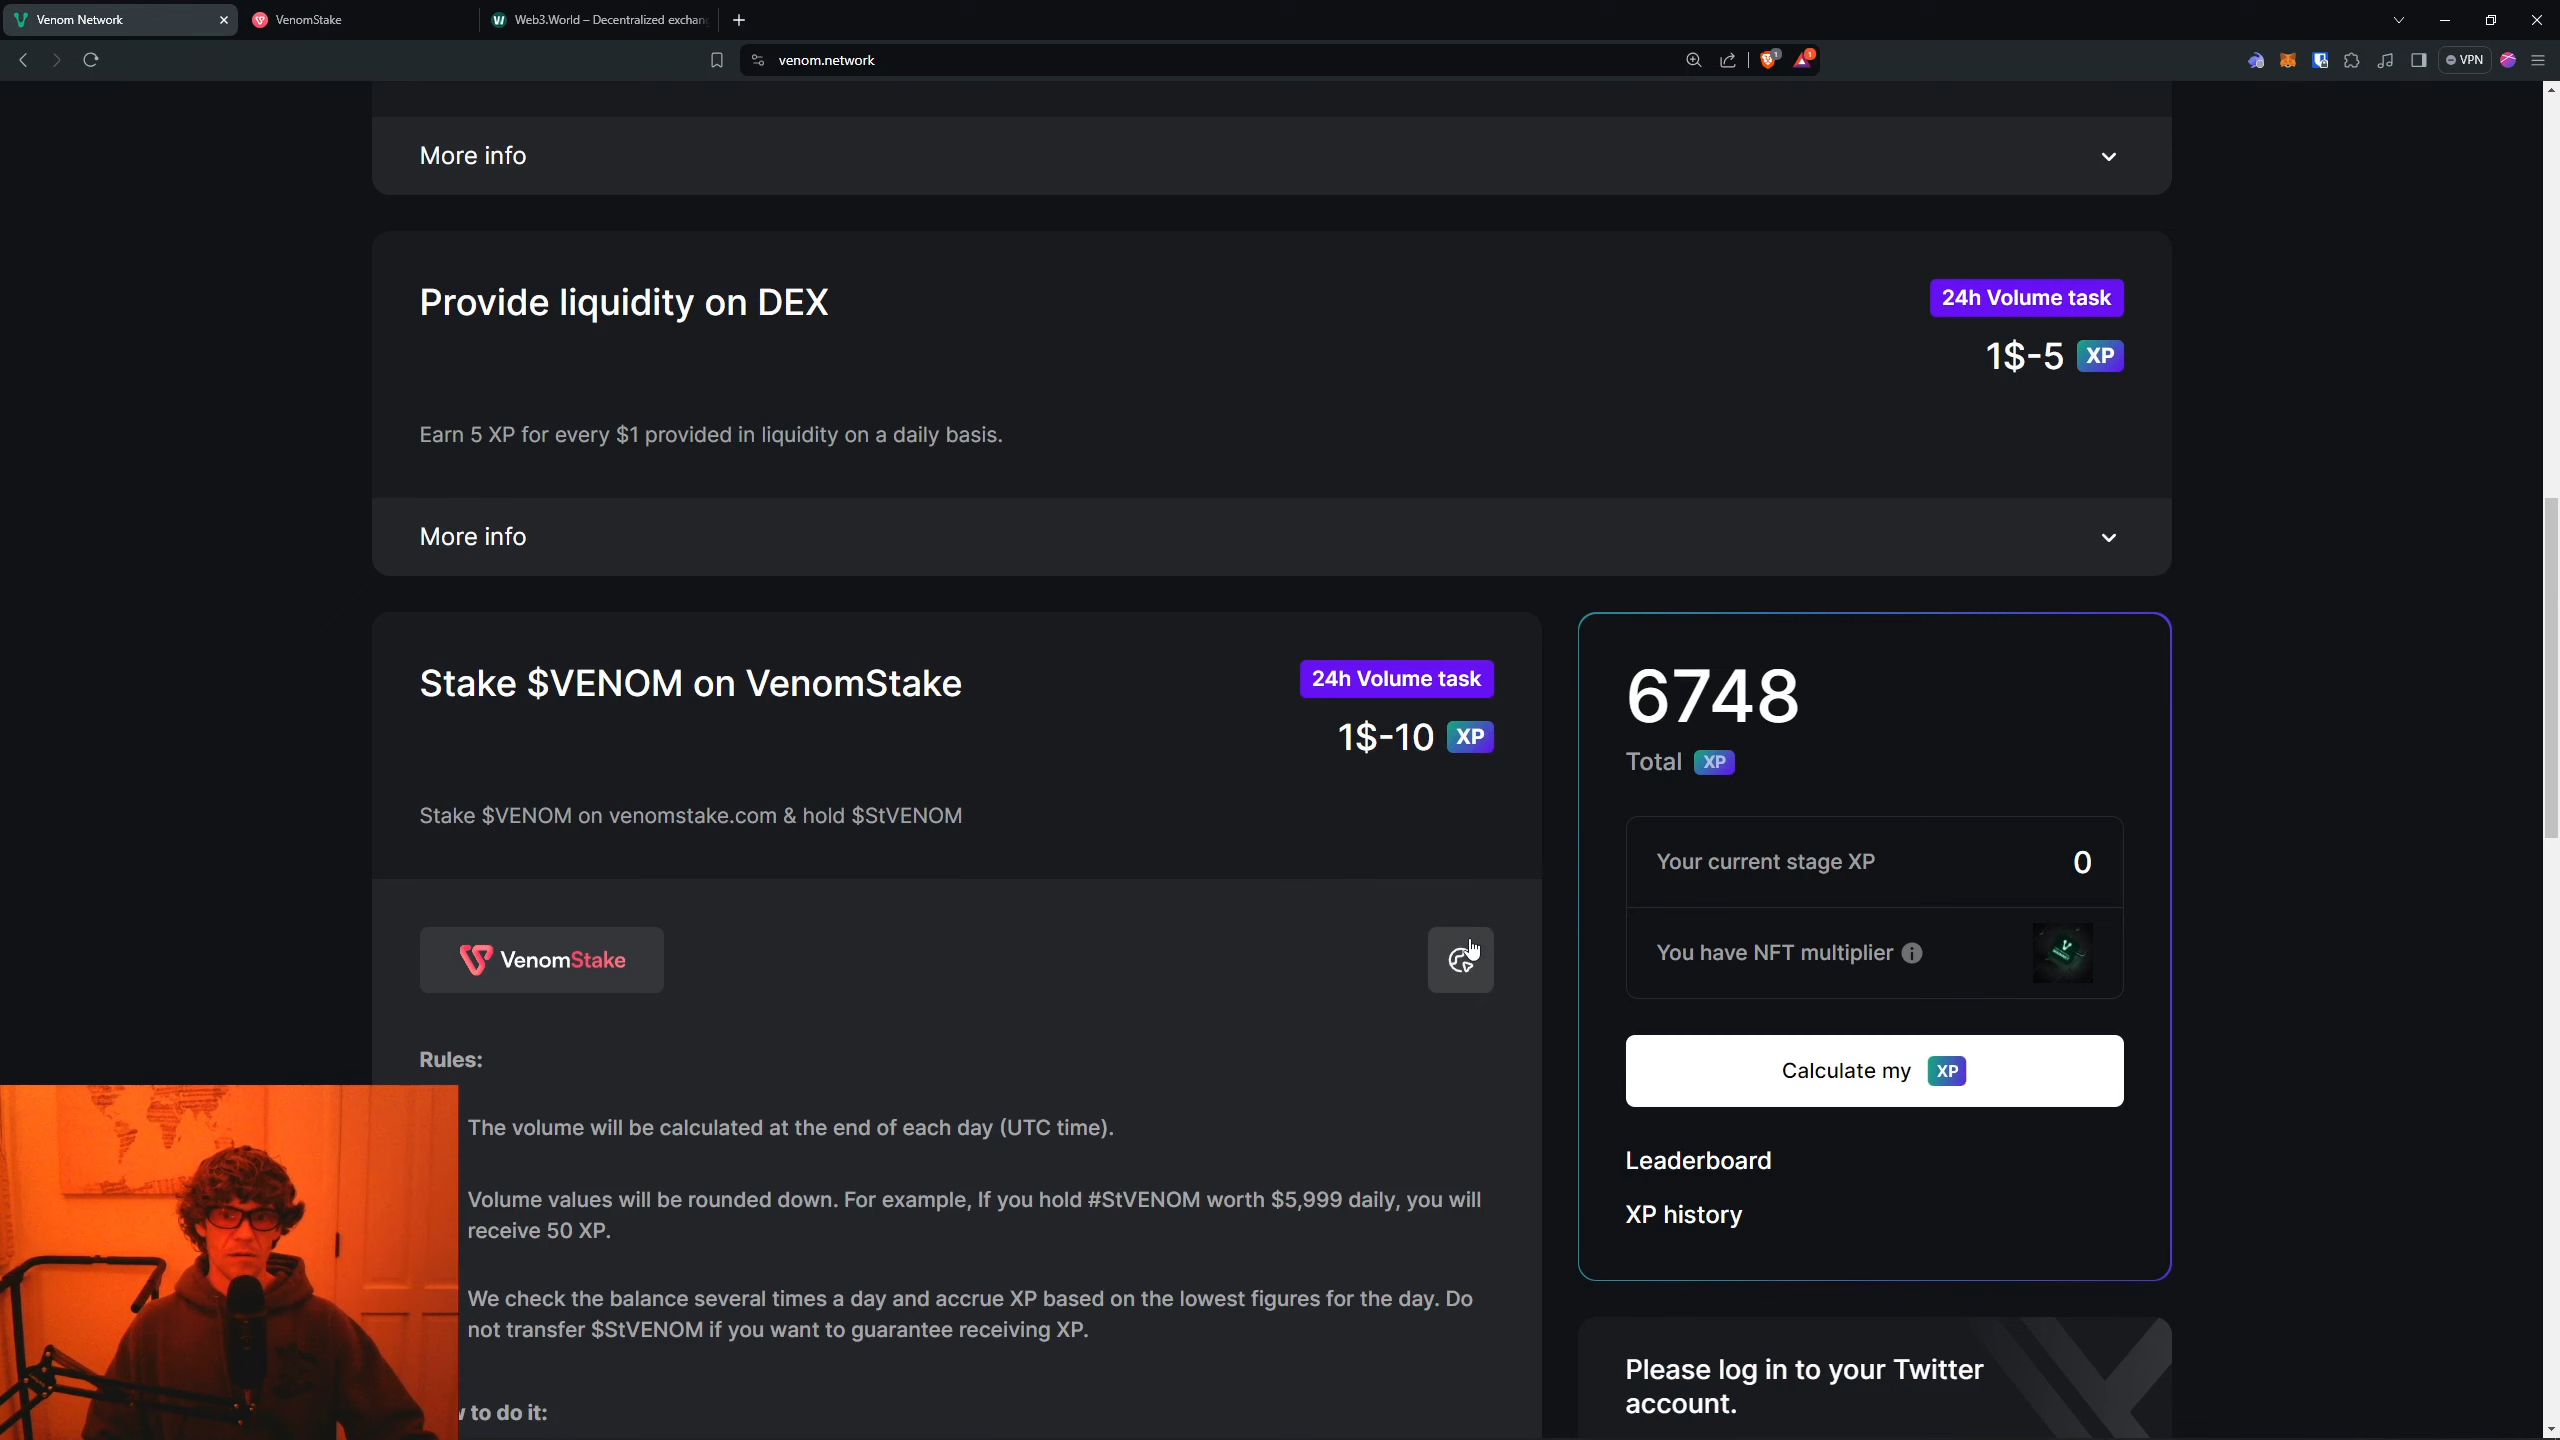 Venom Network
VenomStake
Web3.World – Decentralized exchan
venom.network
1
1
VPN
More info
Provide liquidity on DEX
24h Volume task
1$-5 XP
Earn 5 XP for every $1 provided in liquidity on a daily basis.
More info
Stake $VENOM on VenomStake
24h Volume task
1$-10 XP
Stake $VENOM on venomstake.com & hold $StVENOM
VenomStake
Rules:
The volume will be calculated at the end of each day (UTC time).
Volume values will be rounded down. For example, If you hold #StVENOM worth $5,999 daily, you will
receive 50 XP.
We check the balance several times a day and accrue XP based on the lowest figures for the day. Do
not transfer $StVENOM if you want to guarantee receiving XP.
to do it:
6748
Total XP
Your current stage XP 0
You have NFT multiplier
Calculate my XP
Leaderboard
XP history
Please log in to your Twitter
account.